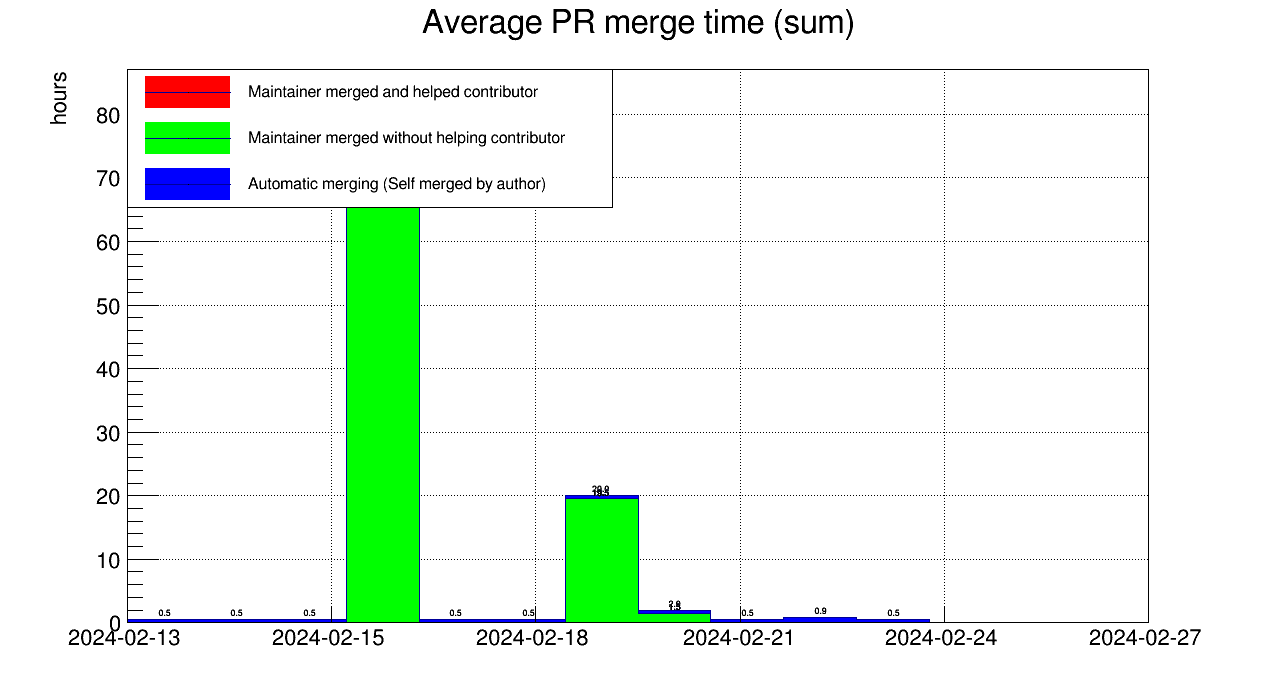 Average PR merge time (sum)
hours
Maintainer merged and helped contributor
Maintainer merged without helping contributor
Automatic merging (Self merged by author)
80
70
60
50
40
30
20
10
0
0.5 0.5 0.5 0.5 0.5 0.5 0.9 0.5
2024-02-13 2024-02-15 2024-02-18 2024-02-21 2024-02-24 2024-02-27